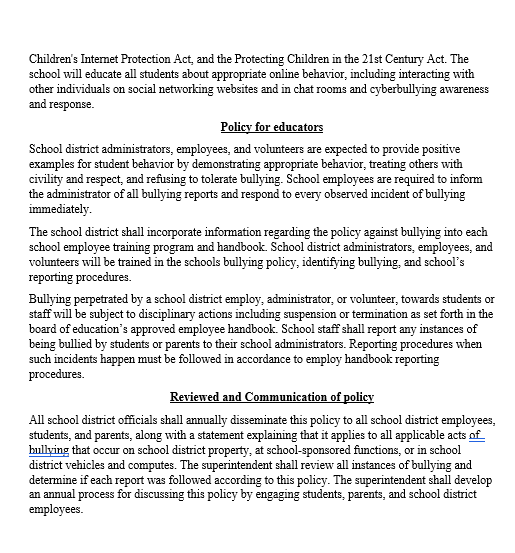 Children's Internet Protection Act, and the Protecting Children in the 21st Century Act. The
school will educate all students about appropriate online behavior, including interacting with
other individuals on social networking websites and in chat rooms and cyberbullying awareness
and response.
Policy for educators
School district administrators, employees, and volunteers are expected to provide positive
examples for student behavior by demonstrating appropriate behavior, treating others with
civility and respect, and refusing to tolerate bullying. School employees are required to inform
the administrator of all bullying reports and respond to every observed incident of bullying
immediately.
The school district shall incorporate information regarding the policy against bullying into each
school employee training program and handbook. School district administrators, employees, and
volunteers will be trained in the schools bullying policy, identifying bullying, and school's
reporting procedures.
Bullying perpetrated by a school district employ, administrator, or volunteer, towards students or
staff will be subject to disciplinary actions including suspension or termination as set forth in the
board of education's approved employee handbook. School staff shall report any instances of
being bullied by students or parents to their school administrators. Reporting procedures when
such incidents happen must be followed in accordance to employ handbook reporting
procedures.
Reviewed and Communication of policy
All school district officials shall annually disseminate this policy to all school district employees,
students, and parents, along with a statement explaining that it applies to all applicable acts of
bullying that occur on school district property, at school-sponsored functions, or in school
district vehicles and computes. The superintendent shall review all instances of bullying and
determine if each report was followed according to this policy. The superintendent shall develop
an annual process for discussing this policy by engaging students, parents, and school district
employees.